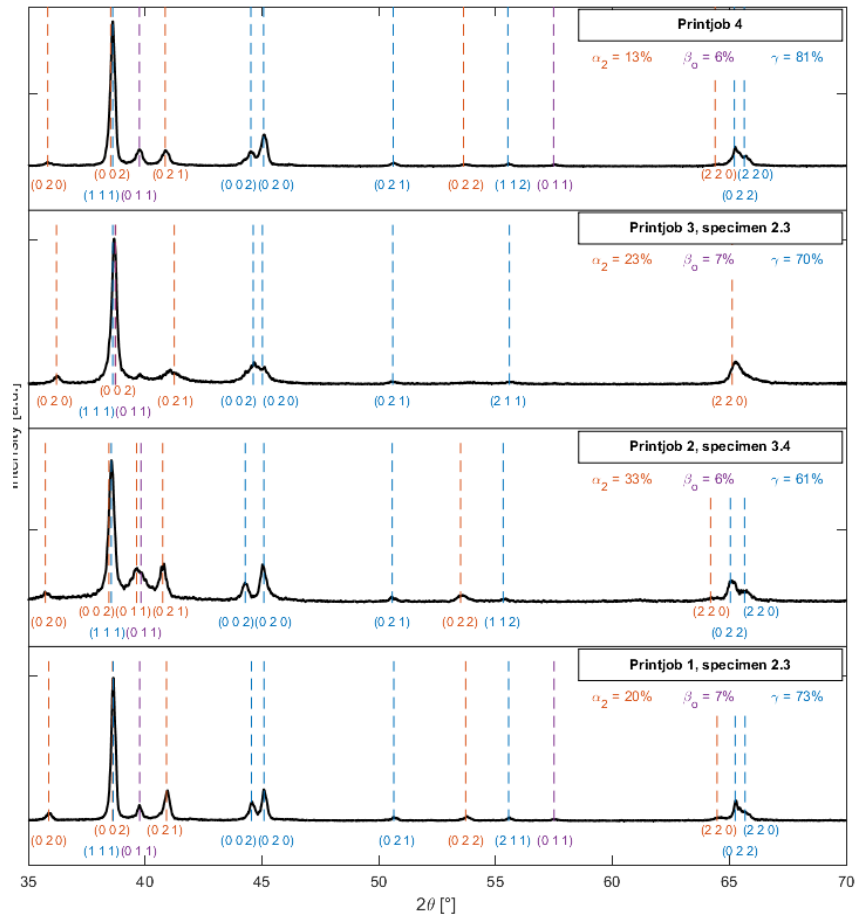 Printjob 4
α₂ = 13% βₒ = 6% γ = 81%
(0 2 0) (0 0 2) (0 2 1) (0 0 2) (0 2 0) (0 2 1) (0 2 2) (1 1 2) (0 1 1) (2 2 0) (2 2 0)
(1 1 1) (0 1 1) (0 2 2)
Printjob 3, specimen 2.3
α₂ = 23% βₒ = 7% γ = 70%
(0 2 0) (0 0 2) (0 2 1) (0 0 2) (0 2 0) (0 2 1) (2 1 1) (2 2 0)
(1 1 1) (0 1 1)
Intensity [a.u.]
Printjob 2, specimen 3.4
α₂ = 33% βₒ = 6% γ = 61%
(0 2 0) (0 0 2) (0 1 1) (0 2 1) (0 0 2) (0 2 0) (0 2 1) (0 2 2) (1 1 2) (2 2 0) (2 2 0)
(1 1 1) (0 1 1) (0 2 2)
Printjob 1, specimen 2.3
α₂ = 20% βₒ = 7% γ = 73%
(0 2 0) (0 0 2) (0 2 1) (0 0 2) (0 2 0) (0 2 1) (0 2 2) (2 1 1) (0 1 1) (2 2 0) (2 2 0)
(1 1 1) (0 1 1) (0 2 2)
35 40 45 50 55 60 65 70
2θ [°]